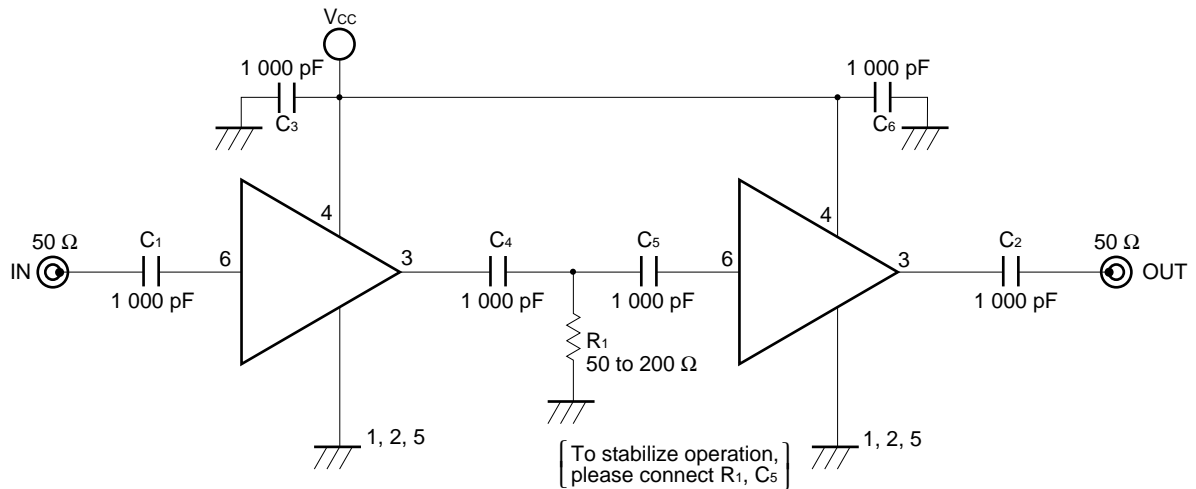 VCC
1 000 pF
C3
1 000 pF
C6
4
4
50 Ω
IN
C1
1 000 pF
6
3
C4
1 000 pF
C5
1 000 pF
6
3
C2
1 000 pF
50 Ω
OUT
R1
50 to 200 Ω
1, 2, 5
1, 2, 5
To stabilize operation,
please connect R1, C5